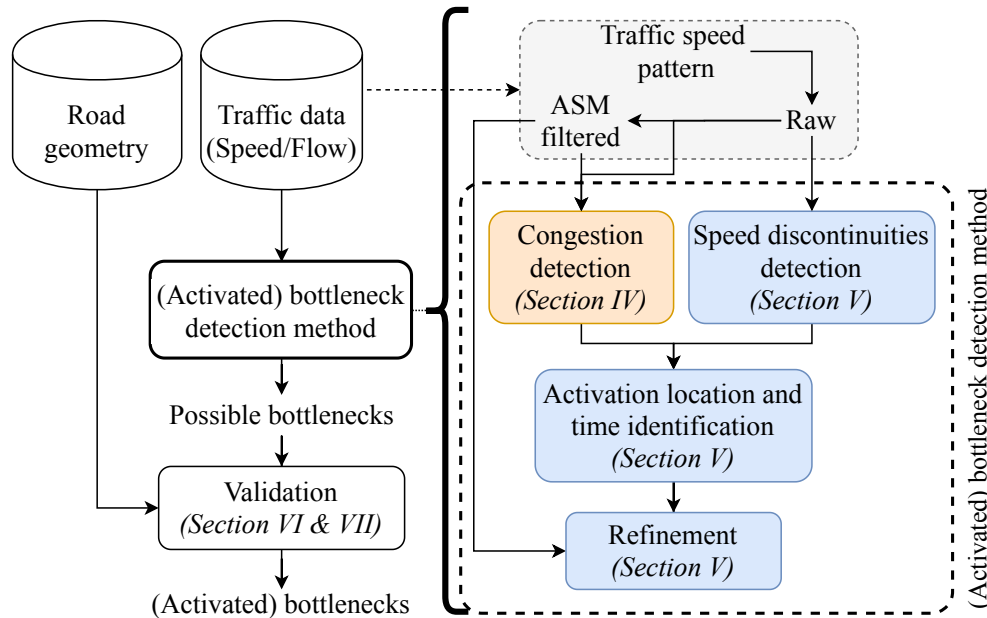 Road
geometry
Traffic data
(Speed/Flow)
(Activated) bottleneck
detection method
Possible bottlenecks
Validation
(Section VI & VII)
(Activated) bottlenecks
Traffic speed
pattern
ASM
filtered
Raw
Congestion
detection
(Section IV)
Speed discontinuities
detection
(Section V)
Activation location and
time identification
(Section V)
Refinement
(Section V)
(Activated) bottleneck detection method